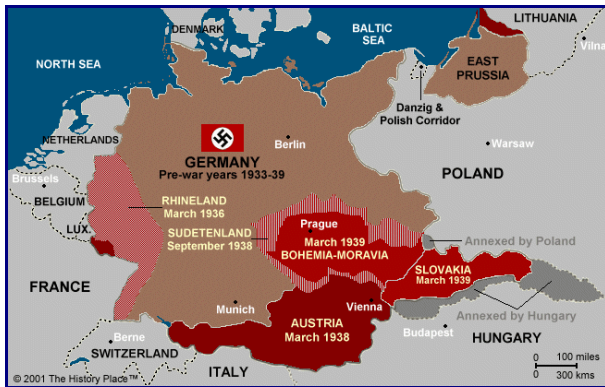 LITHUANIA
DENMARK
BALTIC
SEA
Vilna
NORTH SEA
EAST
PRUSSIA
Danzig &
Polish Corridor
NETHERLANDS
Berlin
Warsaw
GERMANY
Pre-war years 1933-39
POLAND
Brussels
BELGIUM
RHINELAND
March 1936
LUX.
SUDETENLAND
September 1938
Prague
March 1939
BOHEMIA-MORAVIA
Annexed by Poland
SLOVAKIA
March 1939
FRANCE
Munich
Vienna
Annexed by Hungary
AUSTRIA
March 1938
Budapest
Berne
SWITZERLAND
HUNGARY
ITALY
0 100 miles
0 300 kms
© 2001 The History Place™